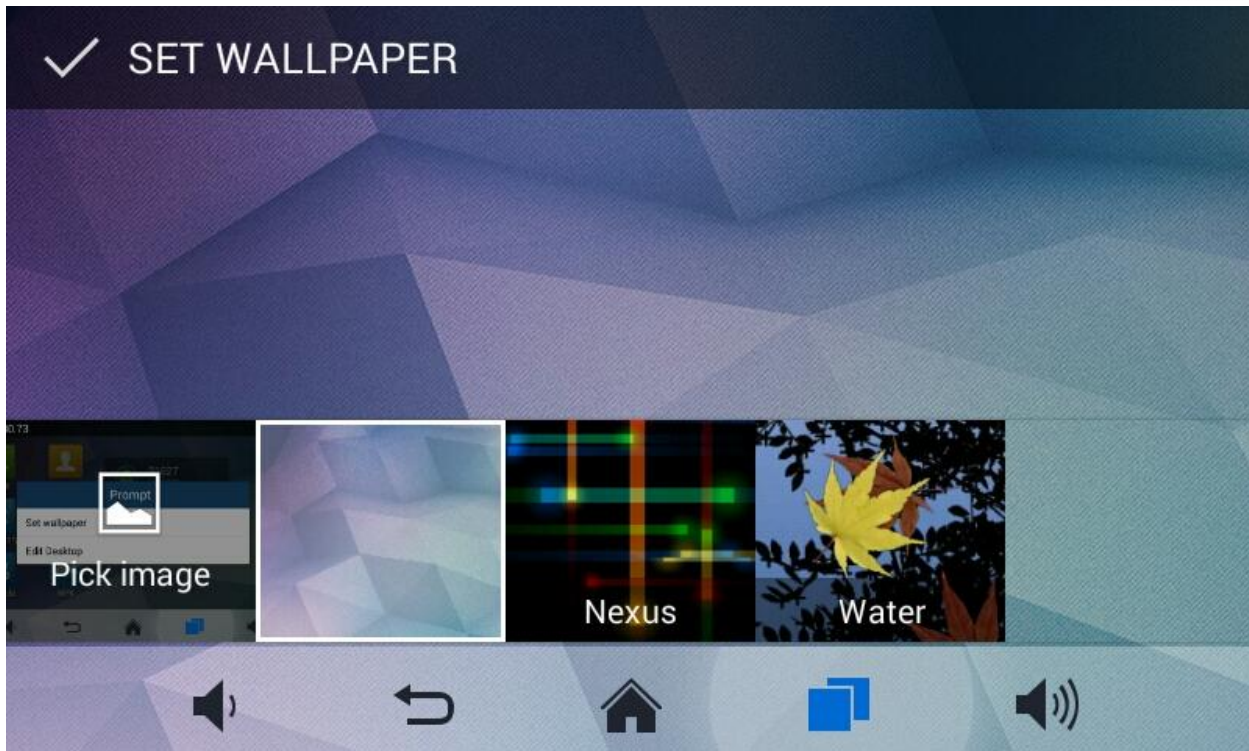 SET WALLPAPER
Prompt
Set wallpaper
Edit Desktop
Pick image
Nexus
Water